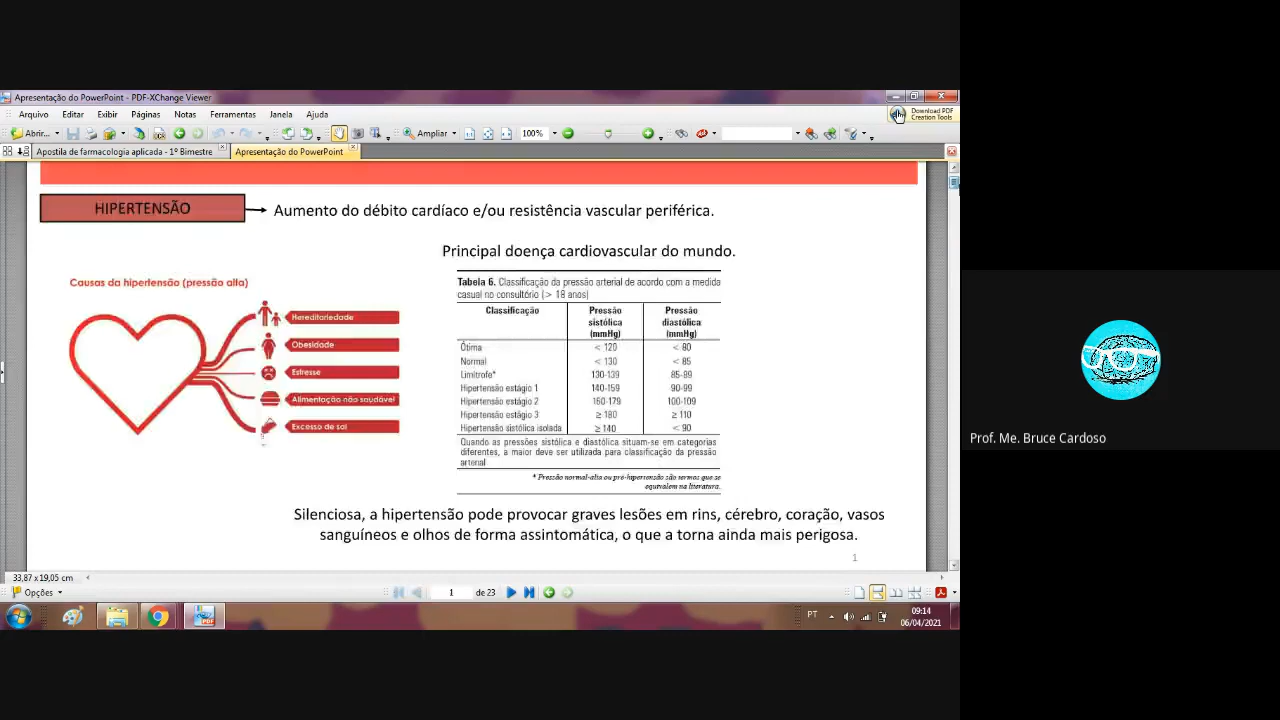 Apresentação do PowerPoint - PDF-XChange Viewer
Arquivo Editar Exibir Páginas Notas Ferramentas Janela Ajuda
Download PDF
Creation Tools
Abrir... Ampliar 100%
Apostila de farmacologia aplicada - 1º Bimestre Apresentação do PowerPoint
HIPERTENSÃO
Aumento do débito cardíaco e/ou resistência vascular periférica.
Principal doença cardiovascular do mundo.
Causas da hipertensão (pressão alta)
Hereditariedade
Obesidade
Estresse
Alimentação não saudável
Excesso de sal
Tabela 6. Classificação da pressão arterial de acordo com a medida
casual no consultório (> 18 anos)
Classificação Pressão sistólica (mmHg) Pressão diastólica (mmHg)
Ótima < 120 < 80
Normal < 130 < 85
Limítrofe* 130-139 85-89
Hipertensão estágio 1 140-159 90-99
Hipertensão estágio 2 160-179 100-109
Hipertensão estágio 3 ≥ 180 ≥ 110
Hipertensão sistólica isolada ≥ 140 < 90
Quando as pressões sistólica e diastólica situam-se em categorias
diferentes, a maior deve ser utilizada para classificação da pressão
arterial
* Pressão normal-alta ou pré-hipertensão são termos que se
equivalem na literatura.
Silenciosa, a hipertensão pode provocar graves lesões em rins, cérebro, coração, vasos
sanguíneos e olhos de forma assintomática, o que a torna ainda mais perigosa.
1
33,87 x 19,05 cm
Opções 1 de 23
PT 09:14
06/04/2021
Prof. Me. Bruce Cardoso